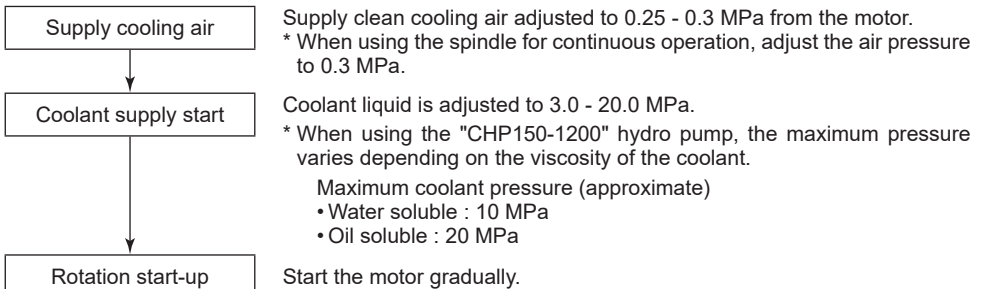 Supply cooling air
Supply clean cooling air adjusted to 0.25 - 0.3 MPa from the motor.
* When using the spindle for continuous operation, adjust the air pressure
to 0.3 MPa.
Coolant supply start
Coolant liquid is adjusted to 3.0 - 20.0 MPa.
* When using the "CHP150-1200" hydro pump, the maximum pressure
varies depending on the viscosity of the coolant.
Maximum coolant pressure (approximate)
• Water soluble : 10 MPa
• Oil soluble : 20 MPa
Rotation start-up
Start the motor gradually.